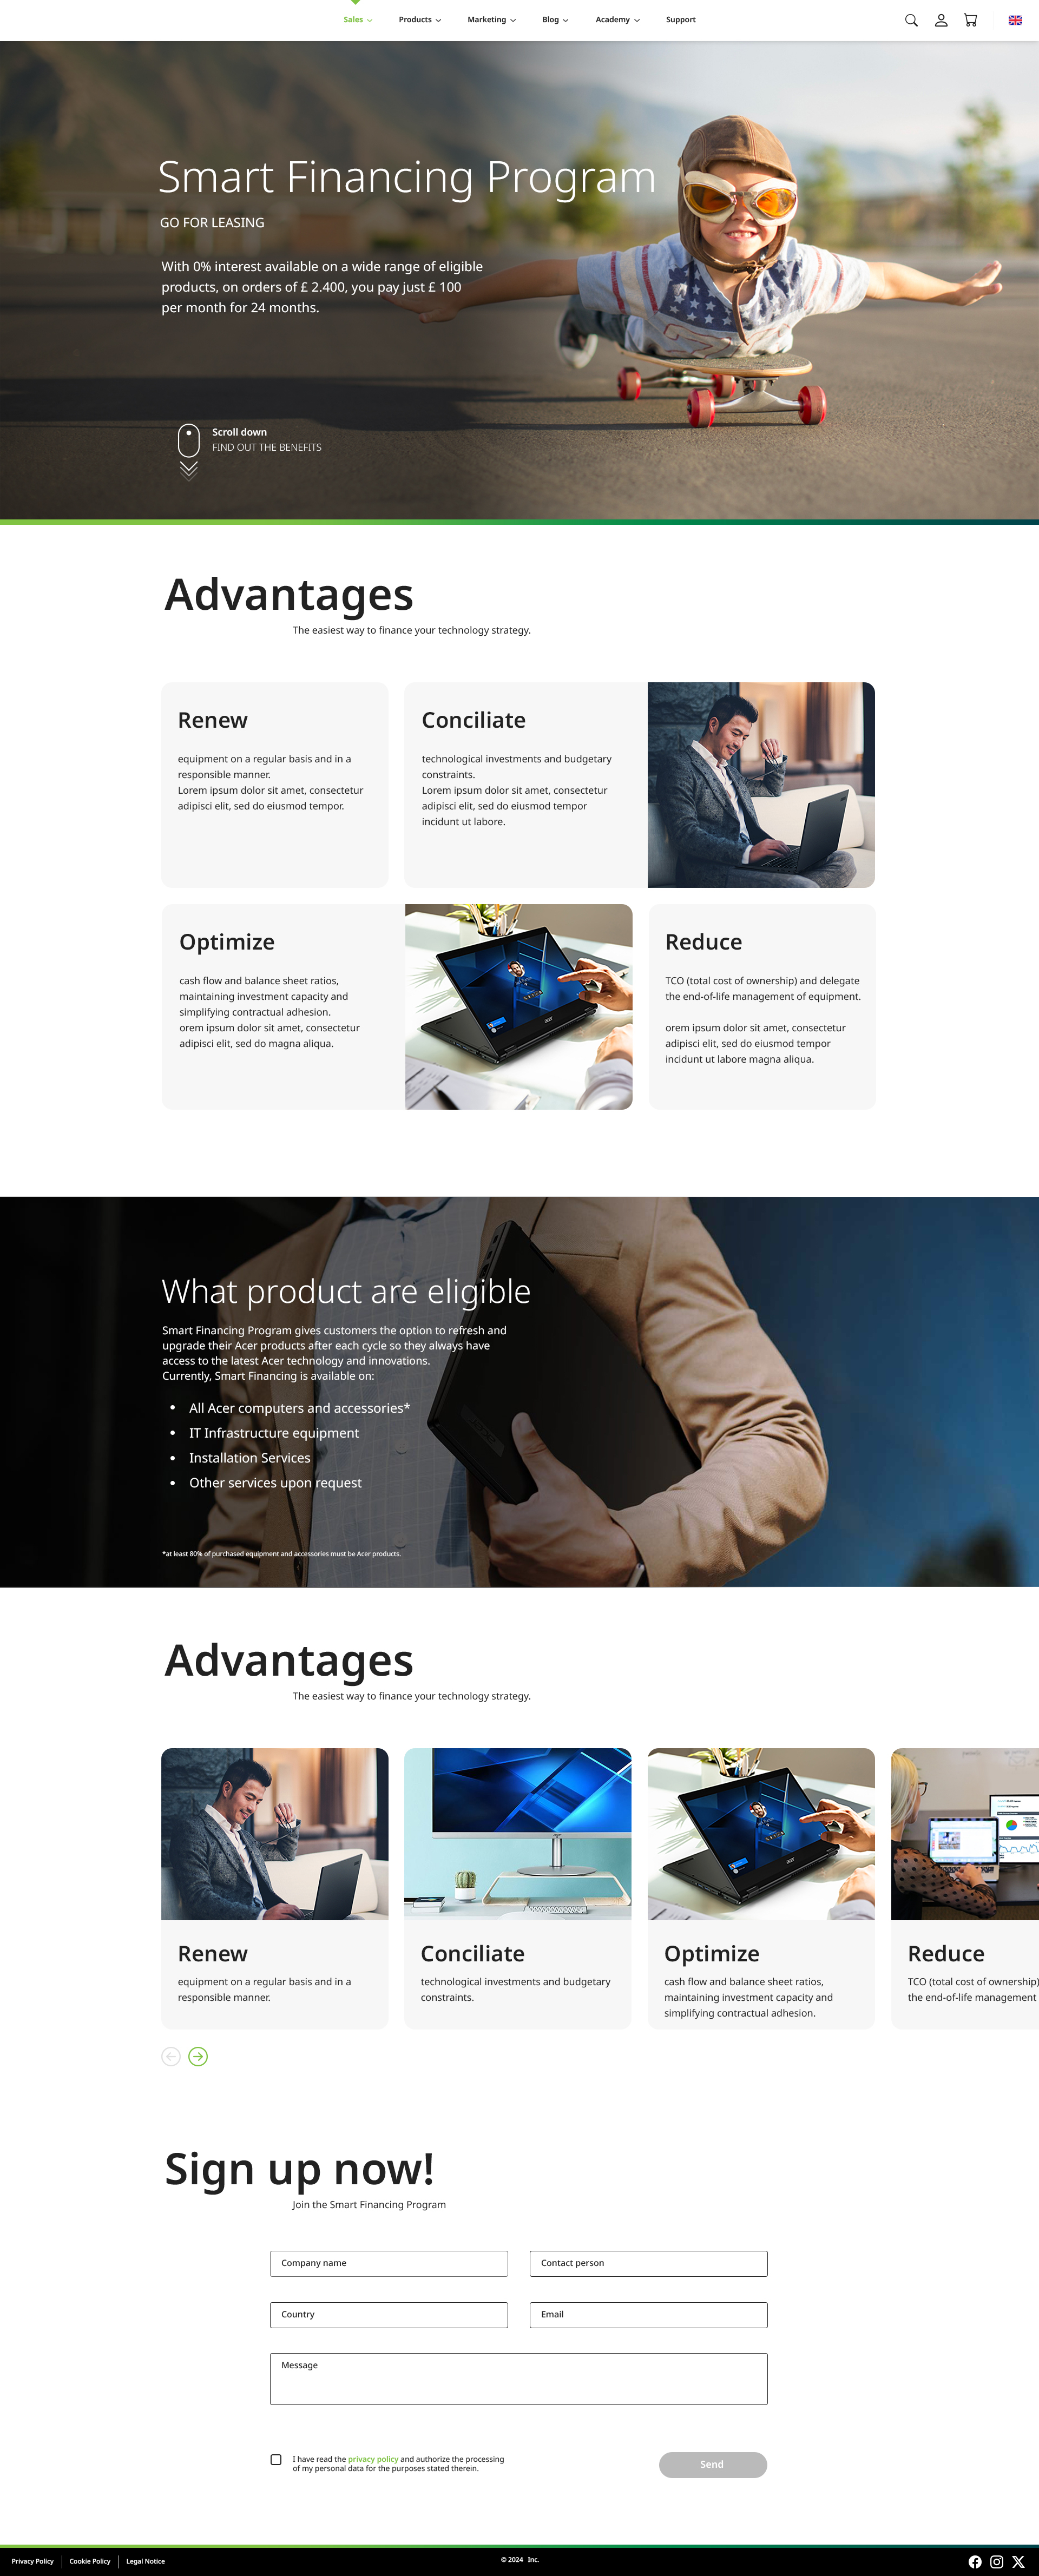 Sales
Products
Marketing
Blog
Academy
Support
Smart Financing Program
GO FOR LEASING
With 0% interest available on a wide range of eligible
products, on orders of £ 2.400, you pay just £ 100
per month for 24 months.
Scroll down
FIND OUT THE BENEFITS
Advantages
The easiest way to finance your technology strategy.
Renew
equipment on a regular basis and in a
responsible manner.
Lorem ipsum dolor sit amet, consectetur
adipisci elit, sed do eiusmod tempor.
Conciliate
technological investments and budgetary
constraints.
Lorem ipsum dolor sit amet, consectetur
adipisci elit, sed do eiusmod tempor
incidunt ut labore.
Optimize
cash flow and balance sheet ratios,
maintaining investment capacity and
simplifying contractual adhesion.
orem ipsum dolor sit amet, consectetur
adipisci elit, sed do magna aliqua.
acer
Reduce
TCO (total cost of ownership) and delegate
the end-of-life management of equipment.
orem ipsum dolor sit amet, consectetur
adipisci elit, sed do eiusmod tempor
incidunt ut labore magna aliqua.
What product are eligible
Smart Financing Program gives customers the option to refresh and
upgrade their Acer products after each cycle so they always have
access to the latest Acer technology and innovations.
Currently, Smart Financing is available on:
• All Acer computers and accessories*
• IT Infrastructure equipment
• Installation Services
• Other services upon request
*at least 80% of purchased equipment and accessories must be Acer products.
Advantages
The easiest way to finance your technology strategy.
acer
Renew
equipment on a regular basis and in a
responsible manner.
Conciliate
technological investments and budgetary
constraints.
Optimize
cash flow and balance sheet ratios,
maintaining investment capacity and
simplifying contractual adhesion.
Reduce
TCO (total cost of ownership)
the end-of-life management
Sign up now!
Join the Smart Financing Program
Company name
Contact person
Country
Email
Message
I have read the privacy policy and authorize the processing
of my personal data for the purposes stated therein.
Send
Privacy Policy
Cookie Policy
Legal Notice
© 2024 Inc.